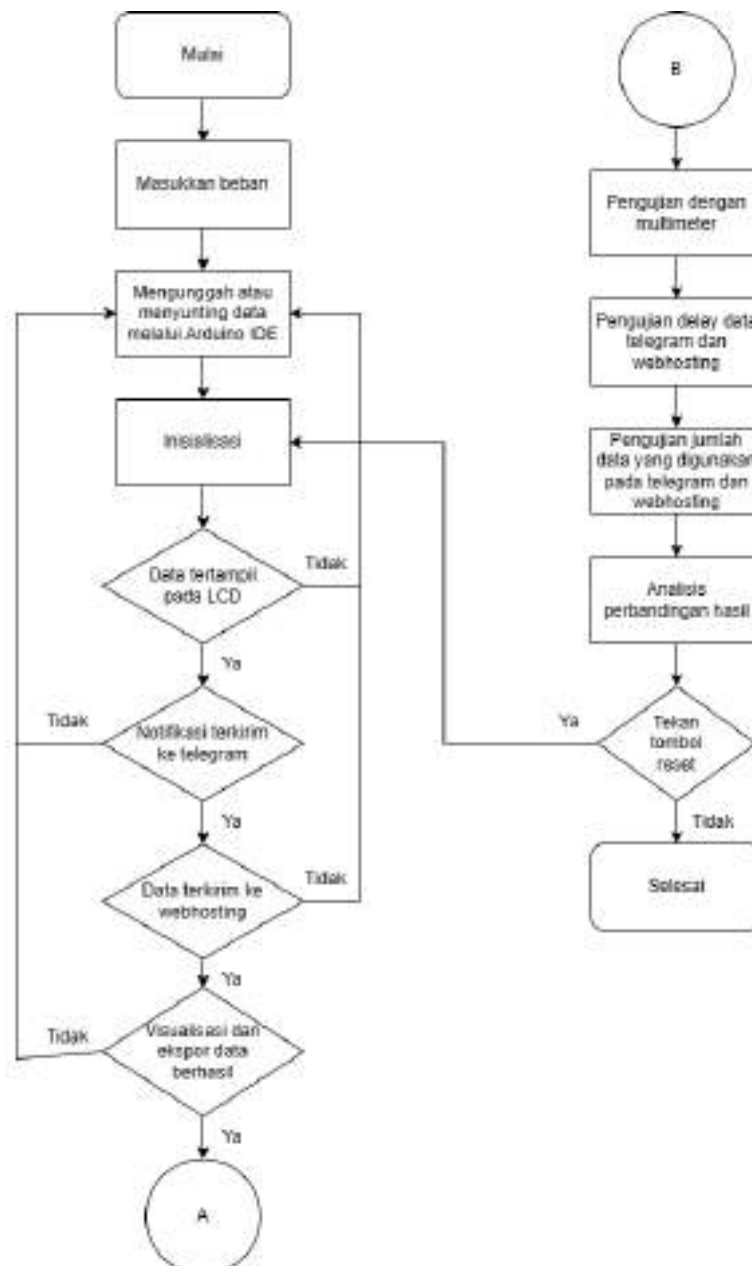 Mulai
Masukkan beban
Mengunggah atau
menyunting data
melalui Arduino IDE
Inisialisasi
Data tertampil
pada LCD
Tidak
Ya
Notifikasi terkirim
ke telegram
Tidak
Ya
Data terkirim ke
webhosting
Tidak
Ya
Visualisasi dan
ekspor data
berhasil
Tidak
Ya
A
B
Pengujian dengan
multimeter
Pengujian delay data
telegram dan
webhosting
Pengujian jumlah
data yang digunakan
pada telegram dan
webhosting
Analisis
perbandingan hasil
Tekan
tombol
reset
Ya
Tidak
Selesai